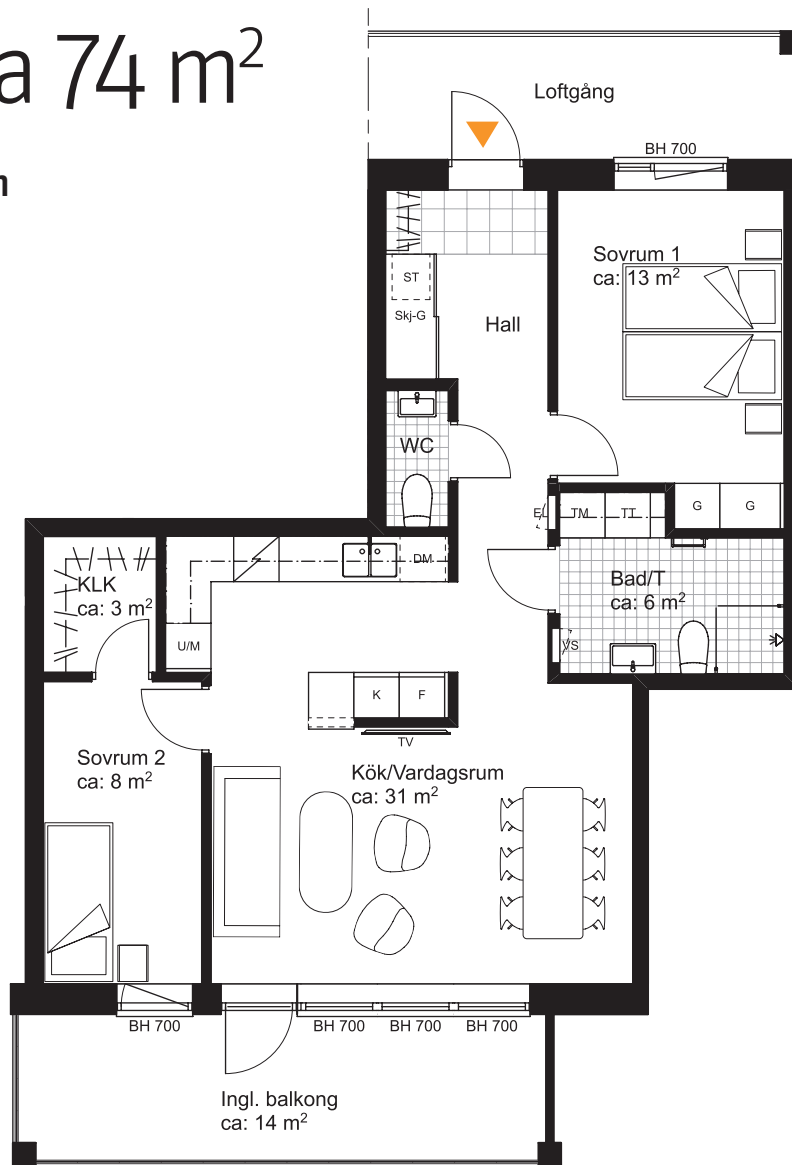 a 74 m²
Loftgång
BH 700
Sovrum 1
ca: 13 m²
ST
Skj-G
Hall
WC
G G
EL TM TT
DM
KLK
ca: 3 m²
Bad/T
ca: 6 m²
U/M
VS
K F
TV
Sovrum 2
ca: 8 m²
Kök/Vardagsrum
ca: 31 m²
BH 700 BH 700 BH 700 BH 700
Ingl. balkong
ca: 14 m²